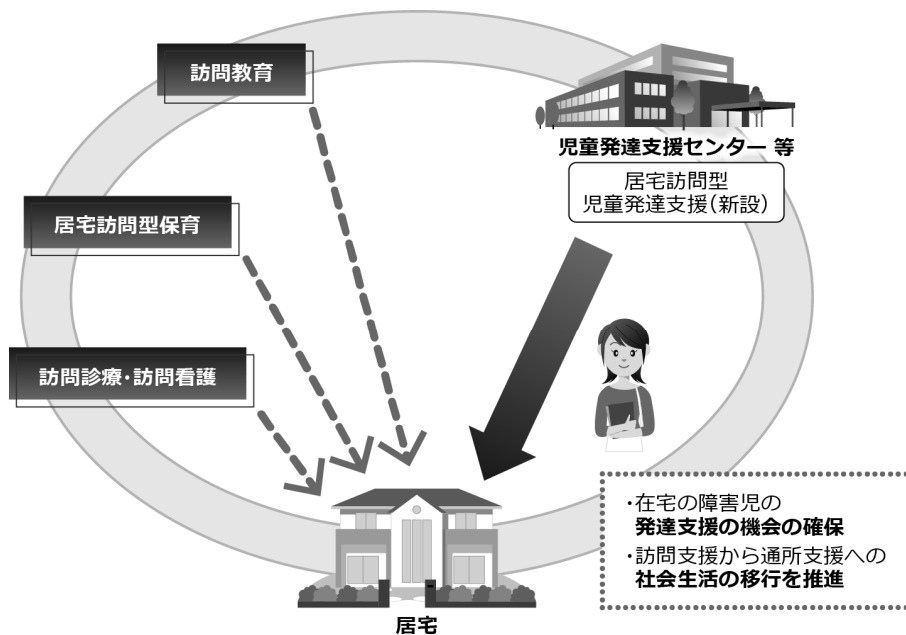 訪問教育
児童発達支援センター 等
居宅訪問型
児童発達支援(新設)
居宅訪問型保育
訪問診療・訪問看護
・在宅の障害児の
発達支援の機会の確保
・訪問支援から通所支援への
社会生活の移行を推進
居宅